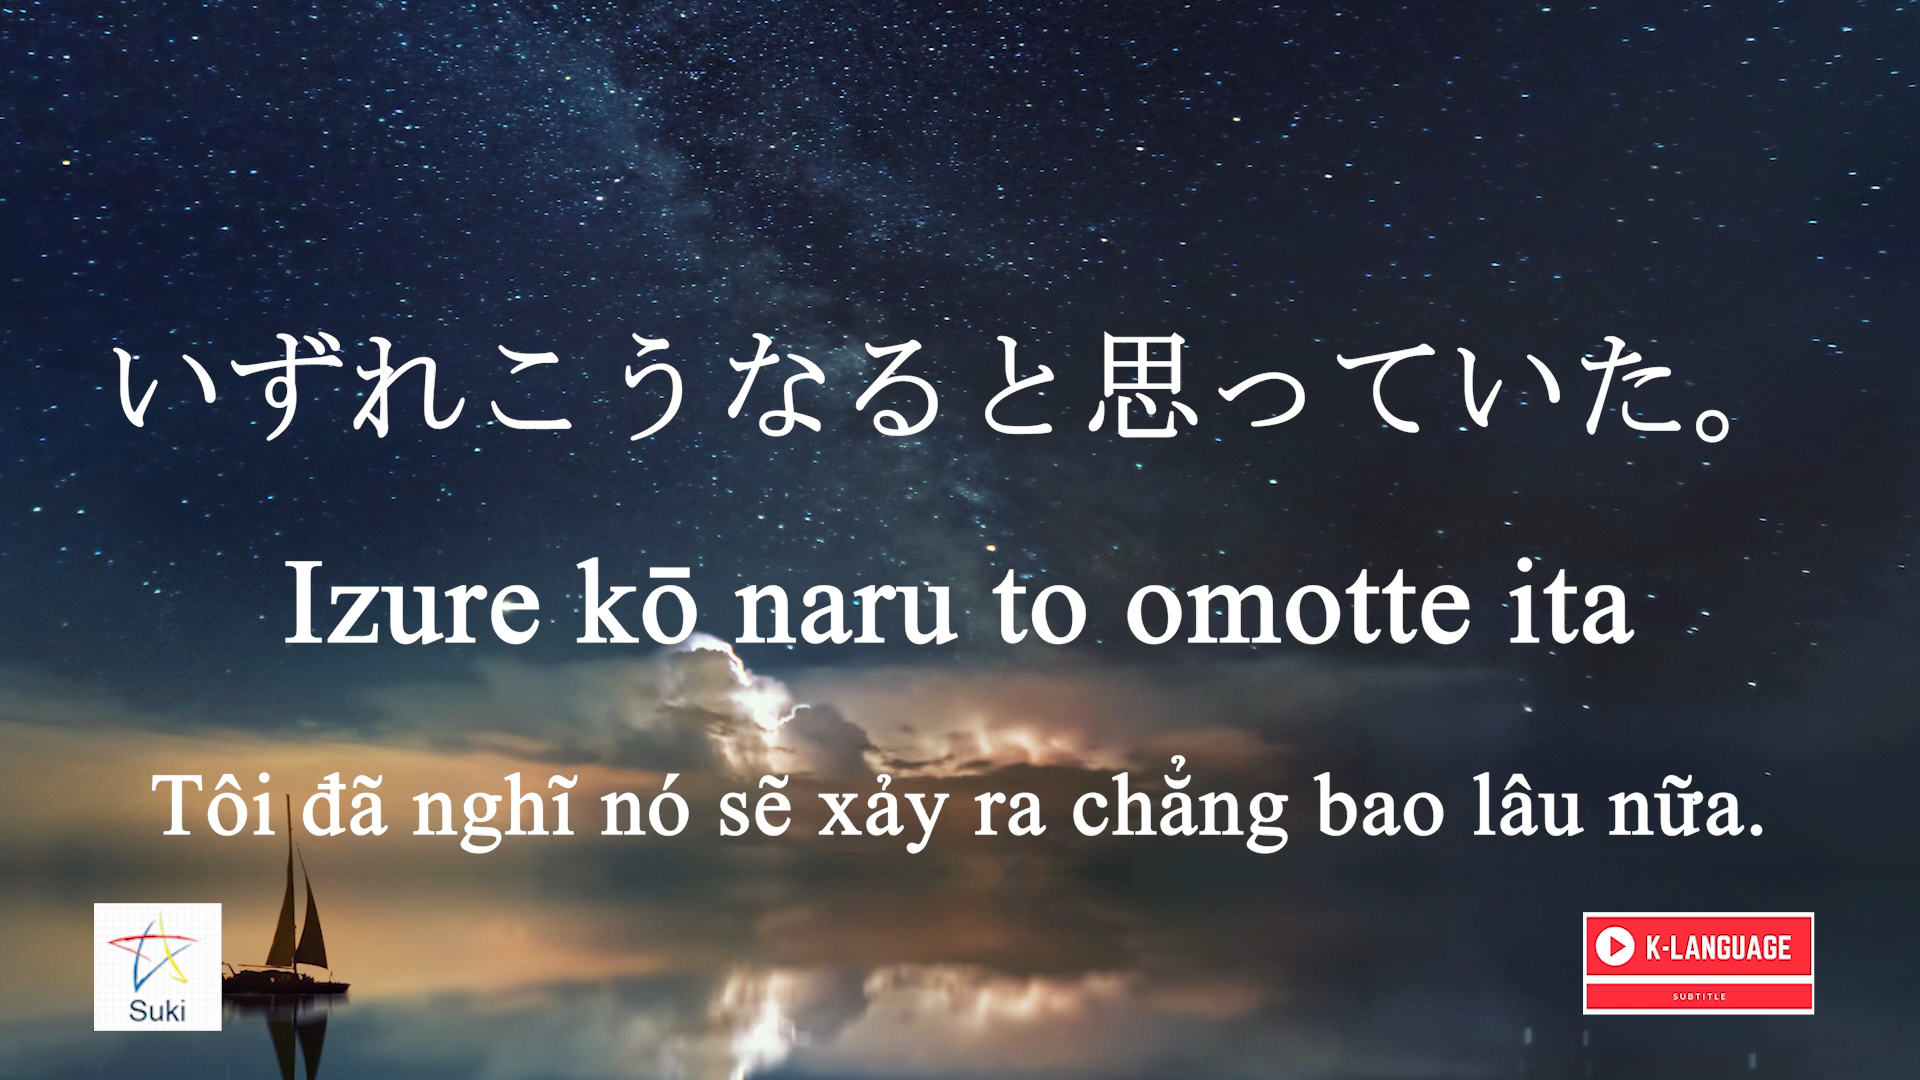 いずれこうなると思っていた。
Izure kō naru to omotte ita
Tôi đã nghĩ nó sẽ xảy ra chẳng bao lâu nữa.
Suki
K-LANGUAGE
SUBTITLE